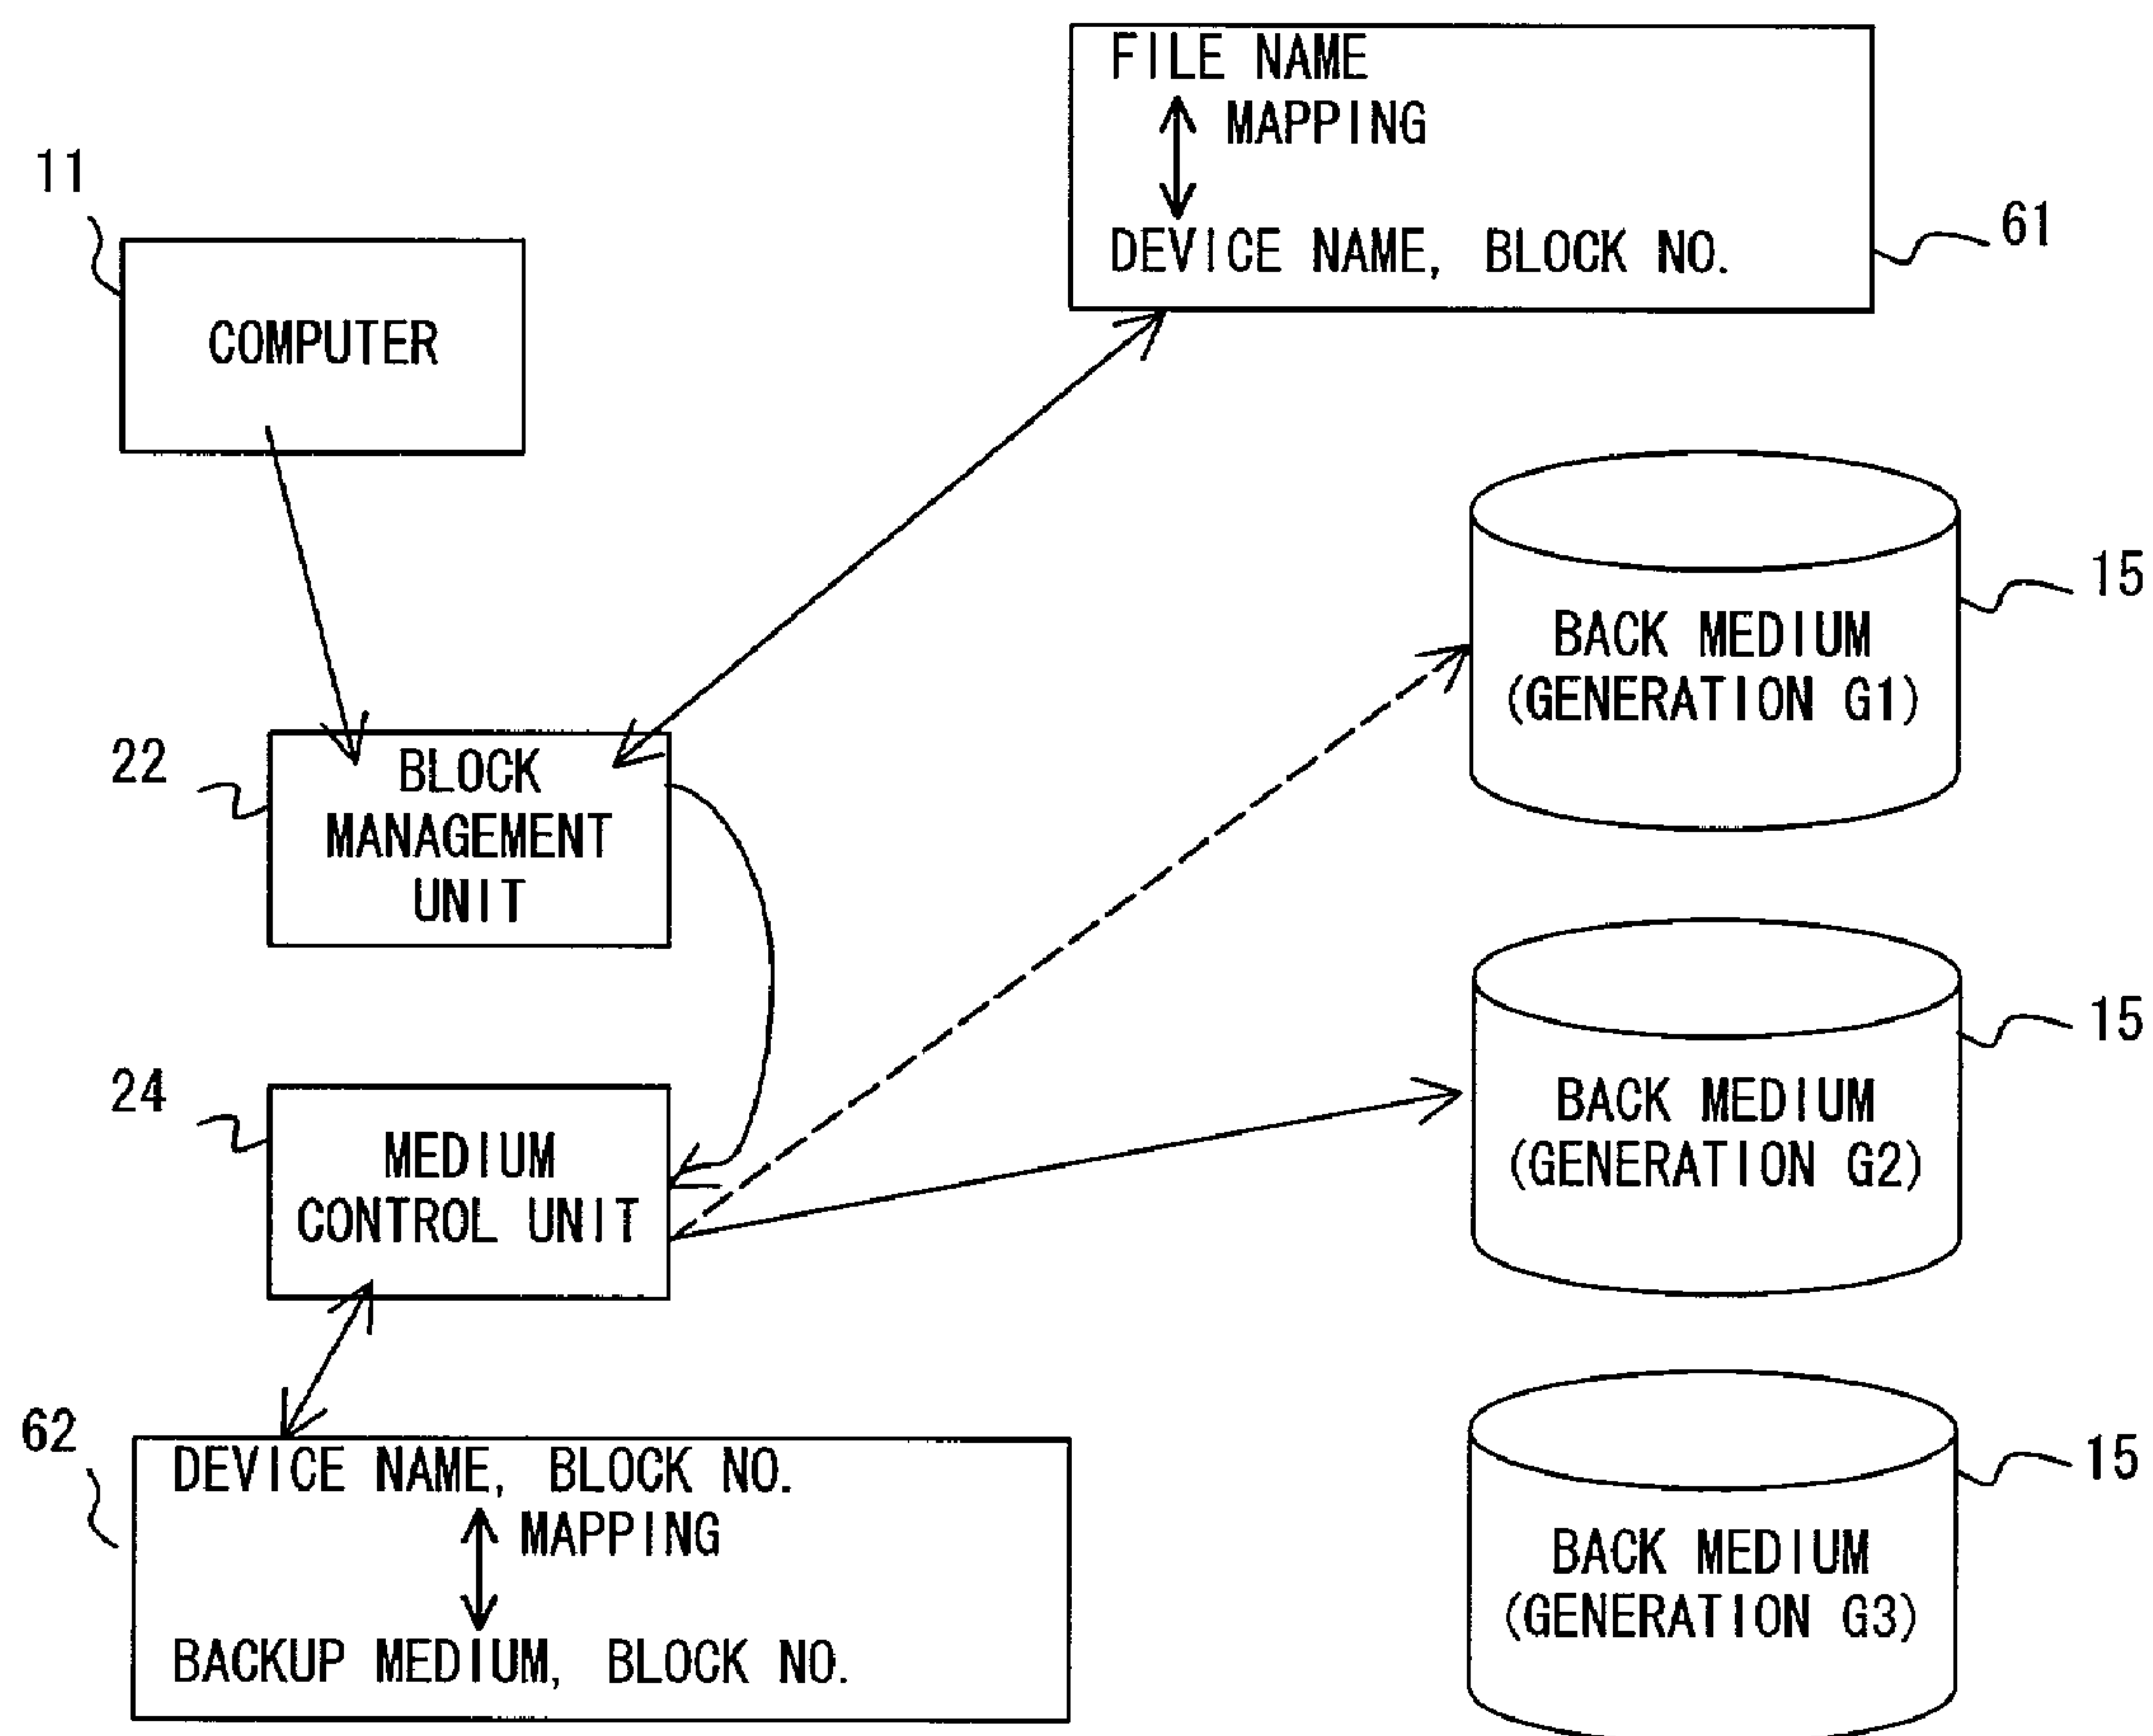 FILE NAME
MAPPING
DEVICE NAME, BLOCK NO.
61
11
COMPUTER
15
BACK MEDIUM
(GENERATION G1)
22
BLOCK
MANAGEMENT
UNIT
15
BACK MEDIUM
(GENERATION G2)
24
MEDIUM
CONTROL UNIT
62
DEVICE NAME, BLOCK NO.
MAPPING
BACKUP MEDIUM, BLOCK NO.
15
BACK MEDIUM
(GENERATION G3)